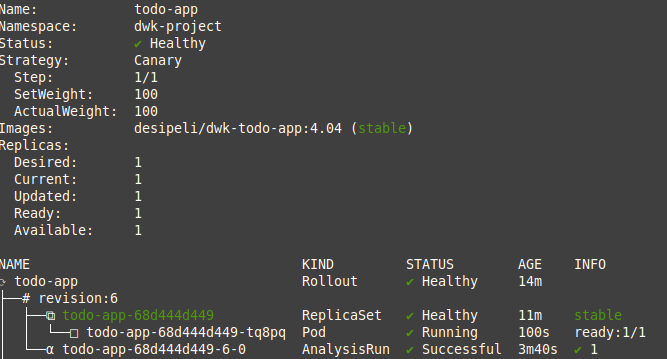 Name: todo-app
Namespace: dwk-project
Status: ✔ Healthy
Strategy: Canary
Step: 1/1
SetWeight: 100
ActualWeight: 100
Images: desipeli/dwk-todo-app:4.04 (stable)
Replicas:
Desired: 1
Current: 1
Updated: 1
Ready: 1
Available: 1
NAME KIND STATUS AGE INFO
⟳ todo-app Rollout ✔ Healthy 14m
├──# revision:6
├──⧉ todo-app-68d444d449 ReplicaSet ✔ Healthy 11m stable
└──□ todo-app-68d444d449-tq8pq Pod ✔ Running 100s ready:1/1
└──α todo-app-68d444d449-6-0 AnalysisRun ✔ Successful 3m40s ✔ 1